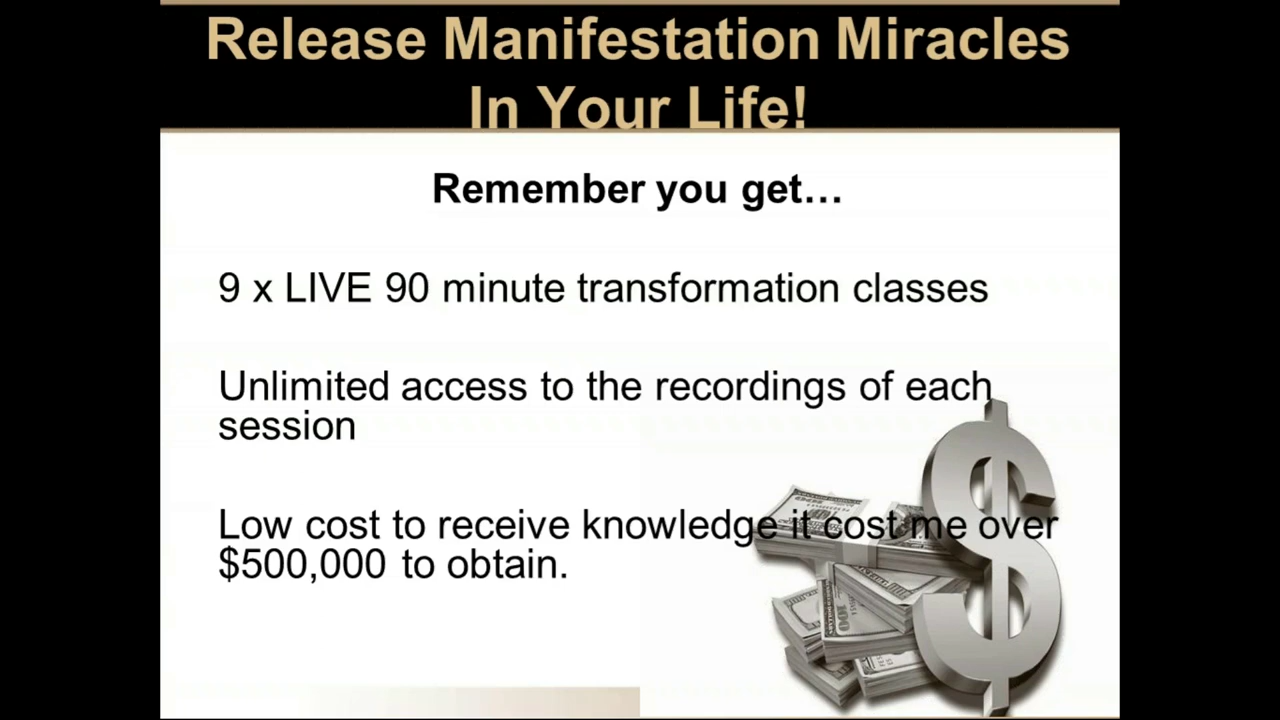 Release Manifestation Miracles
In Your Life!
Remember you get…
9 x LIVE 90 minute transformation classes
Unlimited access to the recordings of each
session
Low cost to receive knowledge it cost me over
$500,000 to obtain.